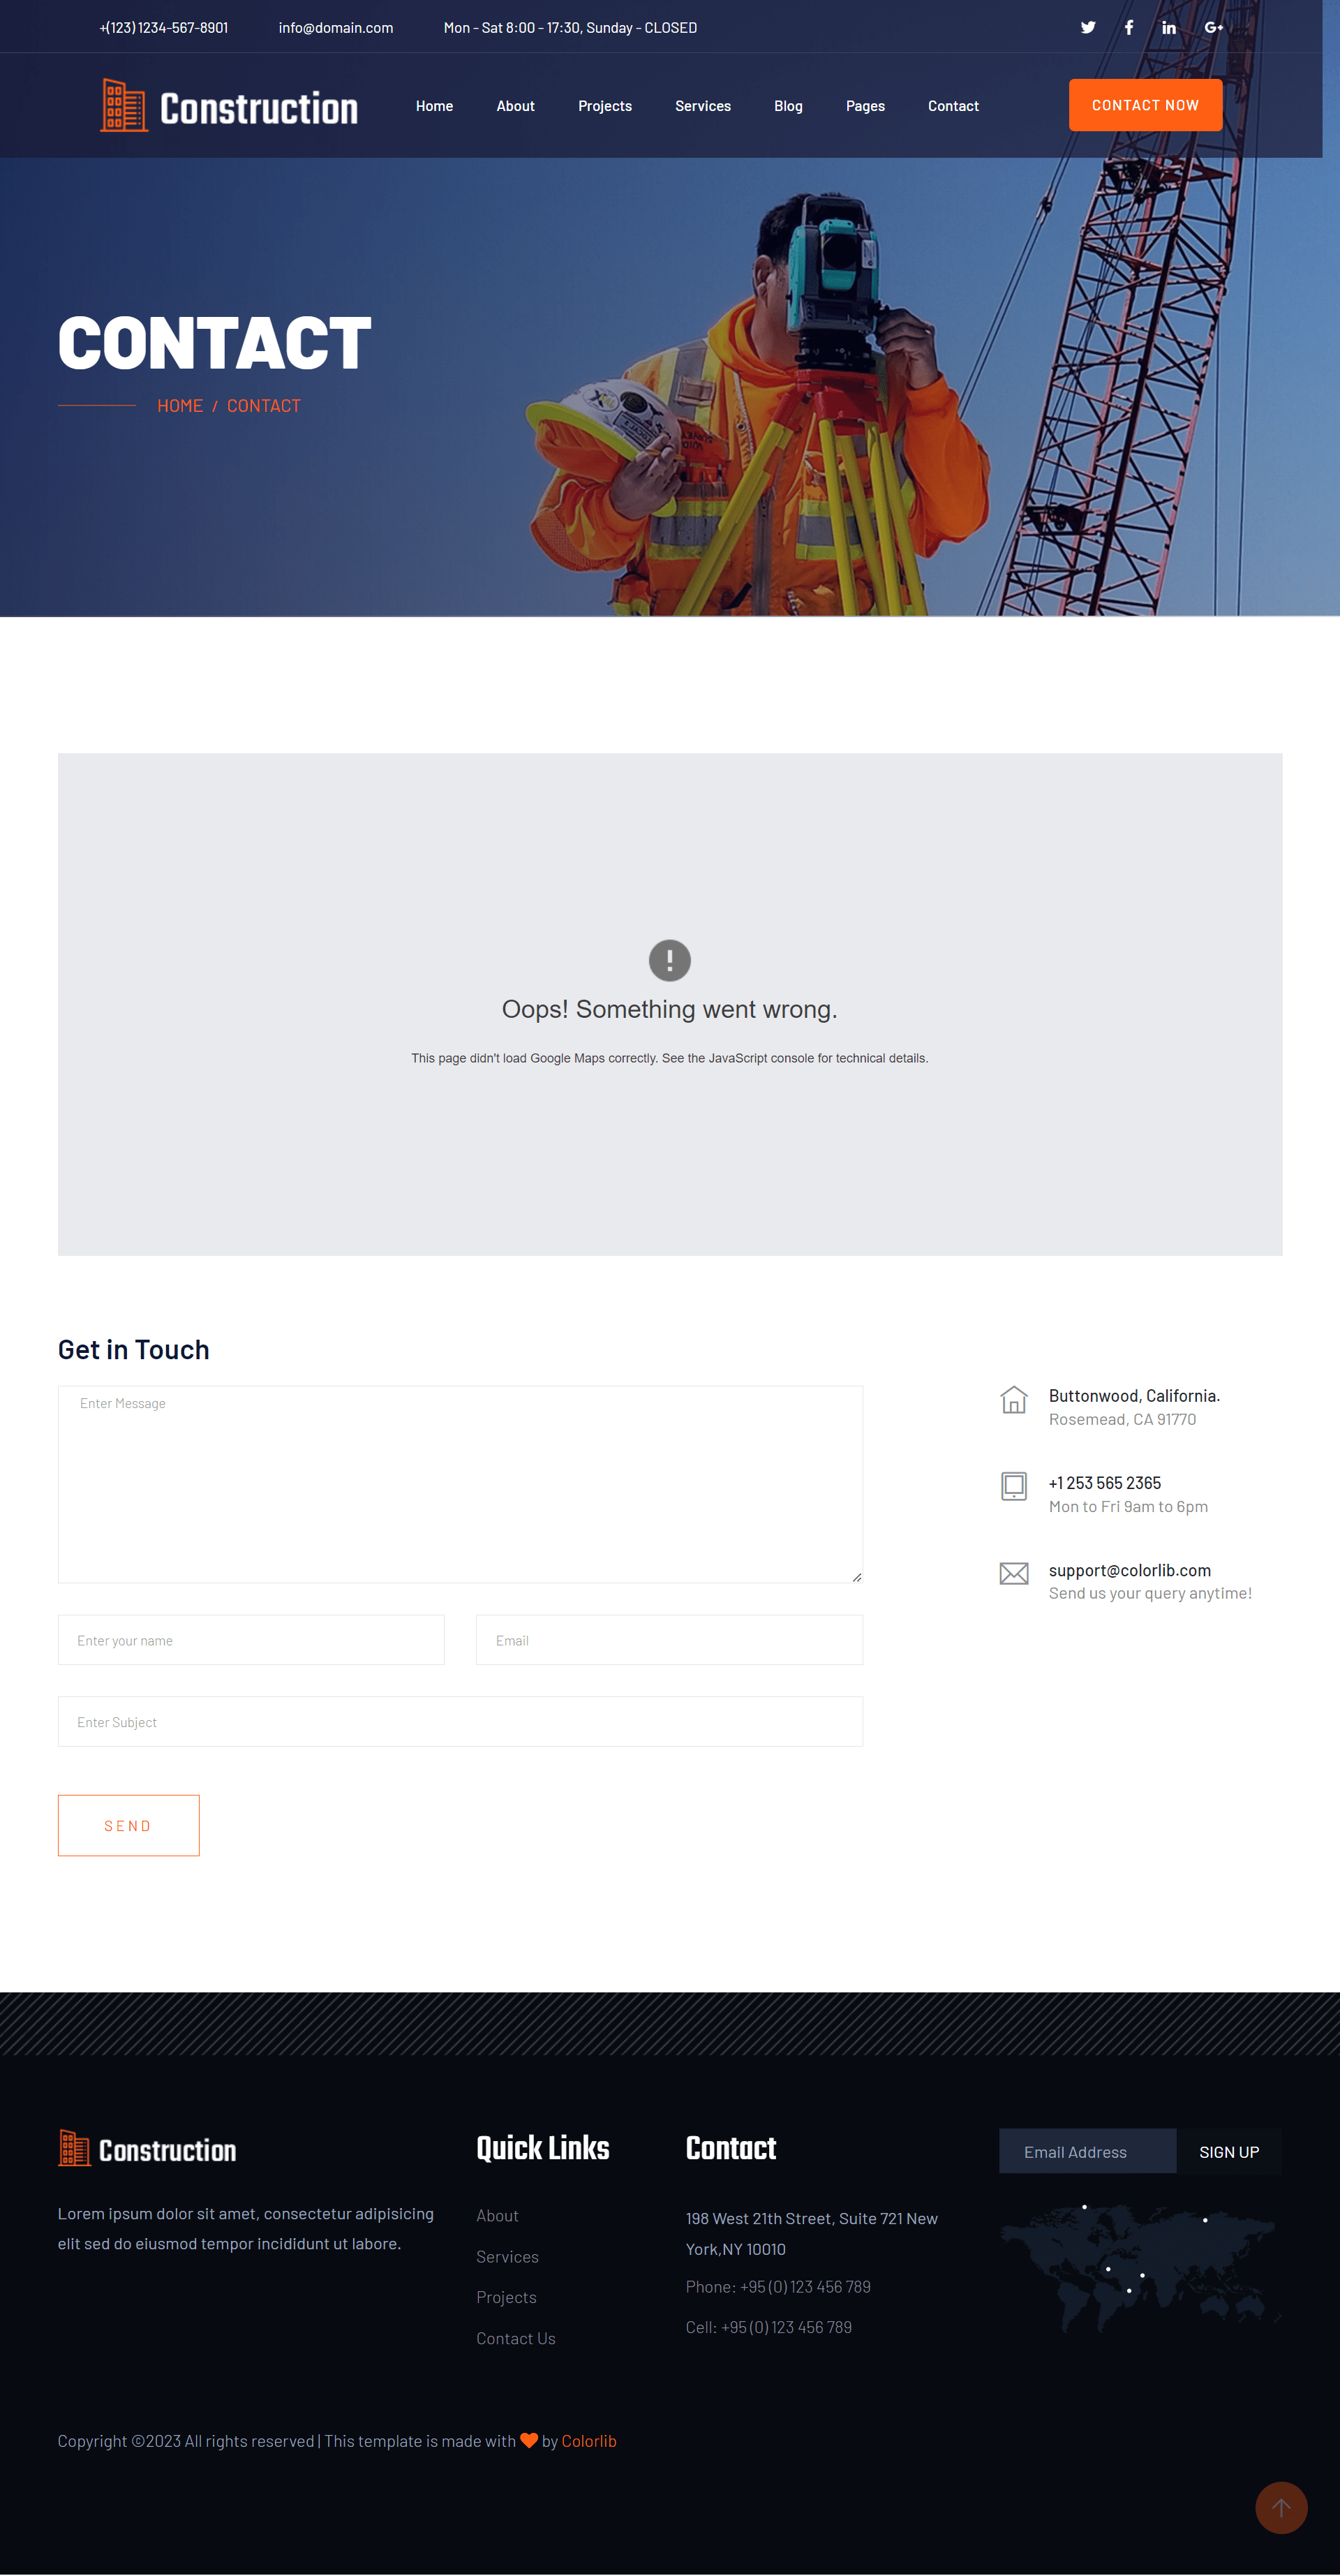 +(123) 1234-567-8901
info@domain.com
Mon - Sat 8:00 - 17:30, Sunday - CLOSED
Construction
Home
About
Projects
Services
Blog
Pages
Contact
CONTACT NOW
CONTACT
HOME / CONTACT
Oops! Something went wrong.
This page didn't load Google Maps correctly. See the JavaScript console for technical details.
Get in Touch
Enter Message
Enter your name
Email
Enter Subject
SEND
Buttonwood, California.
Rosemead, CA 91770
+1 253 565 2365
Mon to Fri 9am to 6pm
support@colorlib.com
Send us your query anytime!
Construction
Lorem ipsum dolor sit amet, consectetur adipisicing
elit sed do eiusmod tempor incididunt ut labore.
Quick Links
About
Services
Projects
Contact Us
Contact
198 West 21th Street, Suite 721 New
York,NY 10010
Phone: +95 (0) 123 456 789
Cell: +95 (0) 123 456 789
Email Address
SIGN UP
Copyright ©2023 All rights reserved | This template is made with ♥ by Colorlib